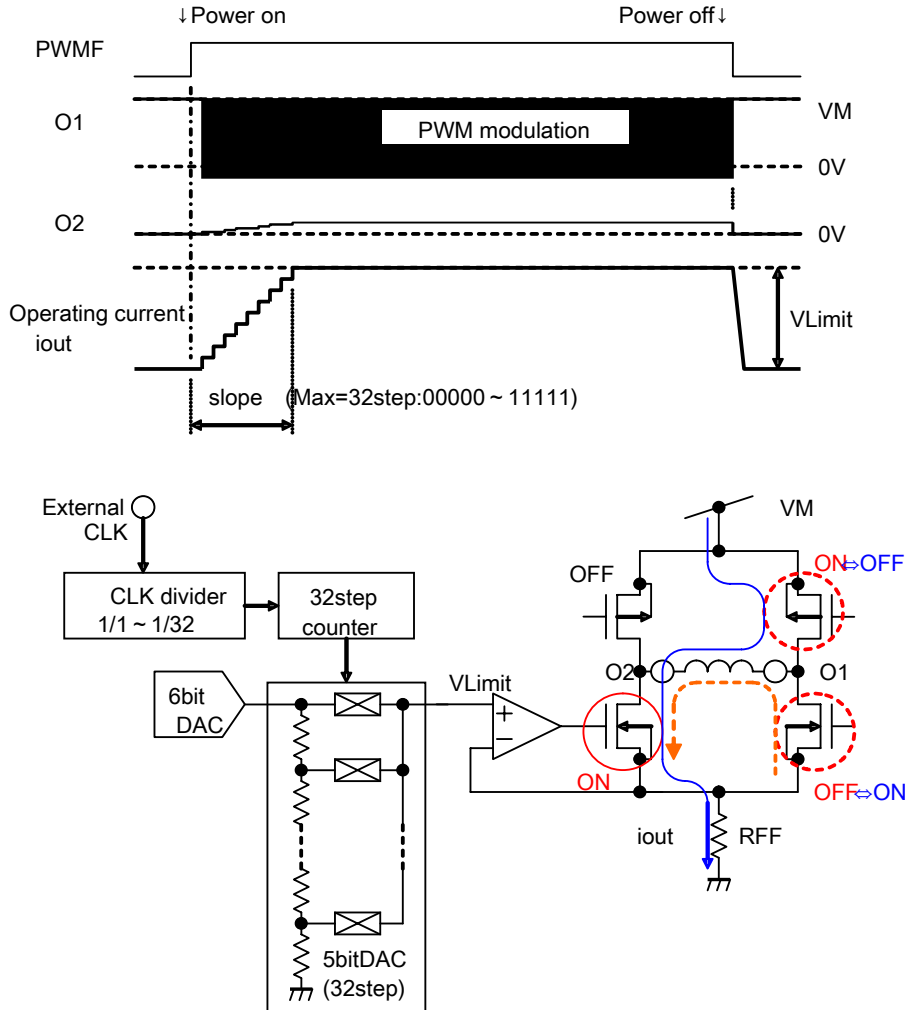 ↓Power on
Power off↓
PWMF
O1
PWM modulation
VM
0V
O2
0V
Operating current
iout
VLimit
slope (Max=32step:00000 ~ 11111)
External
CLK
VM
CLK divider
1/1 ~ 1/32
32step
counter
OFF
ON⇔OFF
6bit
DAC
VLimit
O2
O1
+
−
ON
OFF⇔ON
iout
RFF
5bitDAC
(32step)